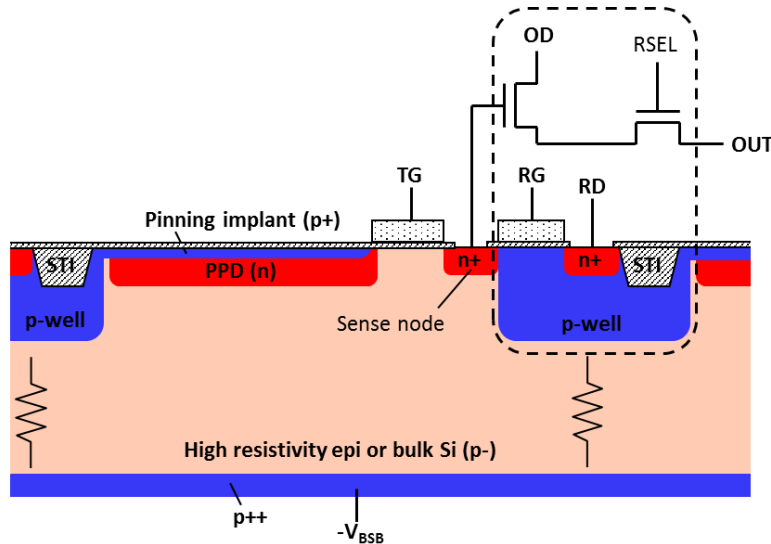 OD
RSEL
OUT
TG
RG
RD
Pinning implant (p+)
STI
PPD (n)
n+
n+
STI
p-well
Sense node
p-well
High resistivity epi or bulk Si (p-)
p++
-VBSB